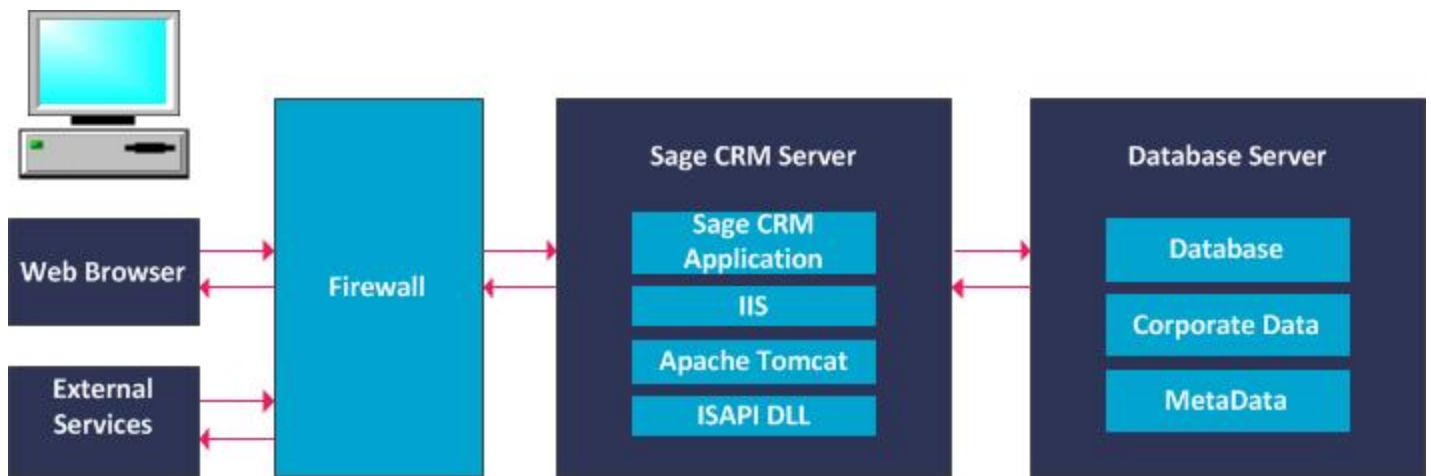 Web Browser
External
Services
Firewall
Sage CRM Server
Sage CRM
Application
IIS
Apache Tomcat
ISAPI DLL
Database Server
Database
Corporate Data
MetaData